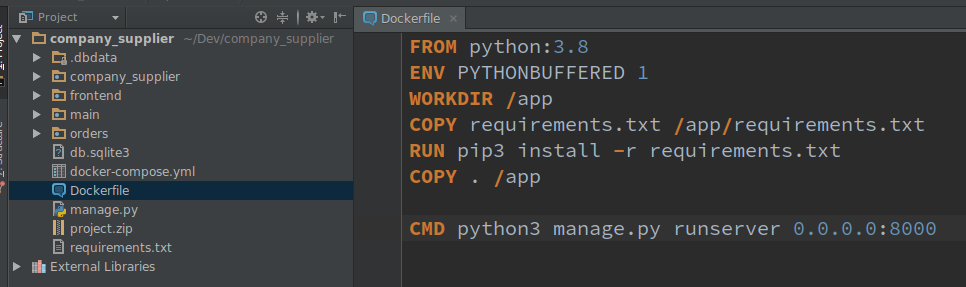 Project
company_supplier ~/Dev/company_supplier
.dbdata
company_supplier
frontend
main
orders
db.sqlite3
docker-compose.yml
Dockerfile
manage.py
project.zip
requirements.txt
External Libraries
Dockerfile
FROM python:3.8
ENV PYTHONBUFFERED 1
WORKDIR /app
COPY requirements.txt /app/requirements.txt
RUN pip3 install -r requirements.txt
COPY . /app
CMD python3 manage.py runserver 0.0.0.0:8000